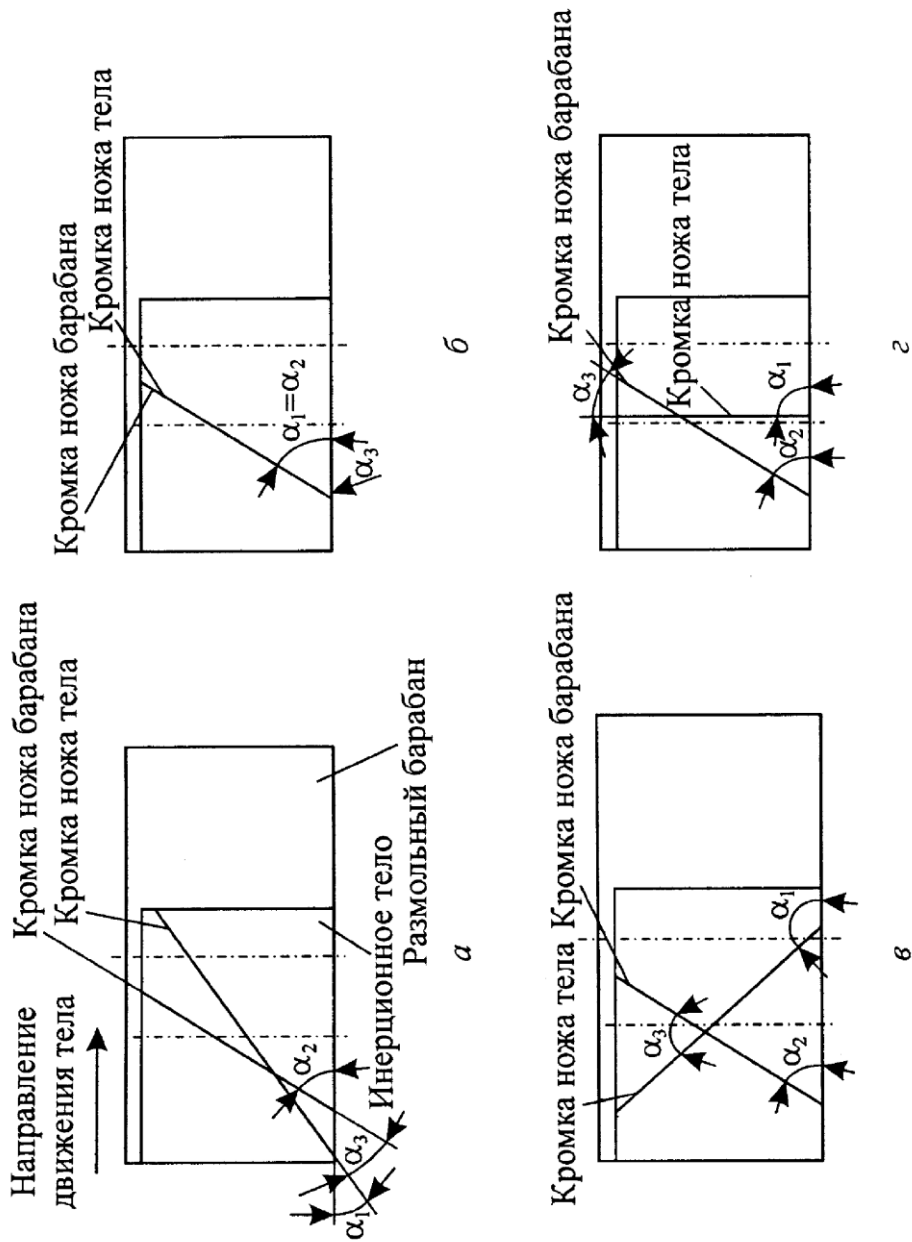 Направление
движения тела
Кромка ножа барабана
Кромка ножа тела
α₂
α₃
α₁
Инерционное тело
Размольный барабан
а
Кромка ножа барабана
Кромка ножа тела
α₁=α₂
α₃
б
Кромка ножа тела
Кромка ножа барабана
α₃
α₂
α₁
в
Кромка ножа барабана
α₃
Кромка ножа тела
α₂
α₁
г